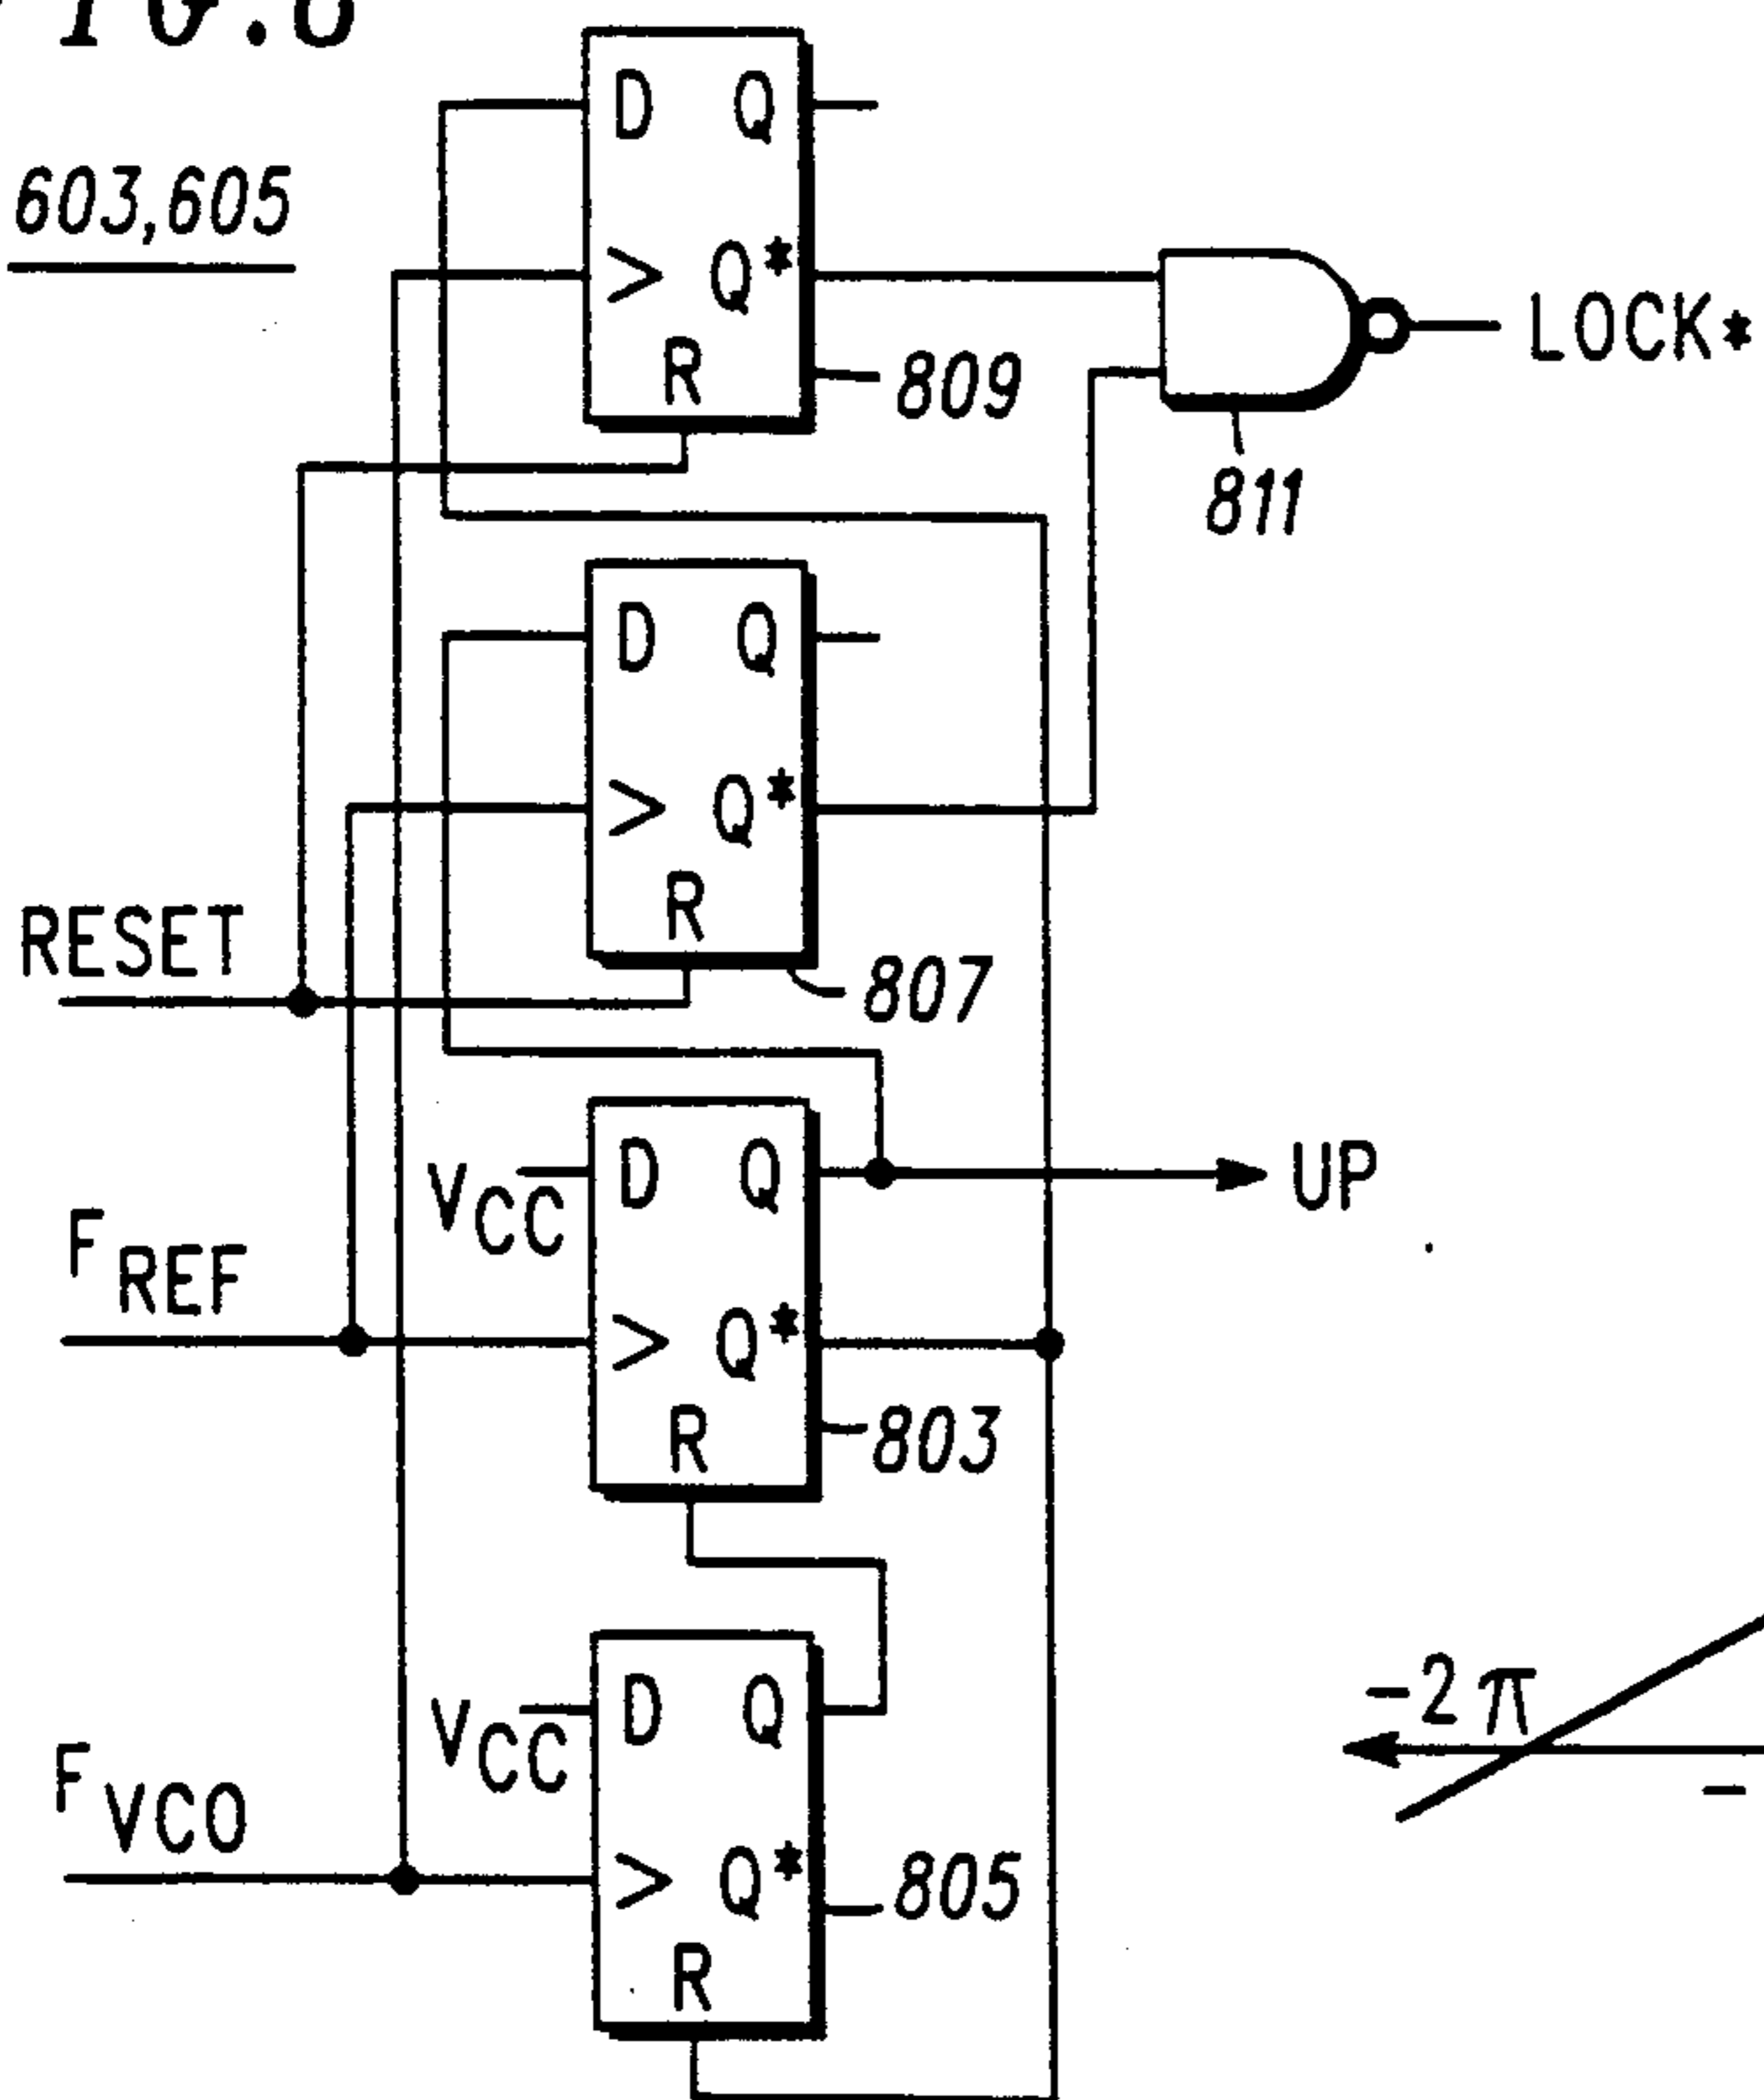 603,605
D Q
> Q*
R
809
LOCK*
811
D Q
> Q*
R
RESET
807
D Q
VCC
UP
FREF
> Q*
R
803
D Q
VCC
-2π
FVCO
> Q*
805
-
R